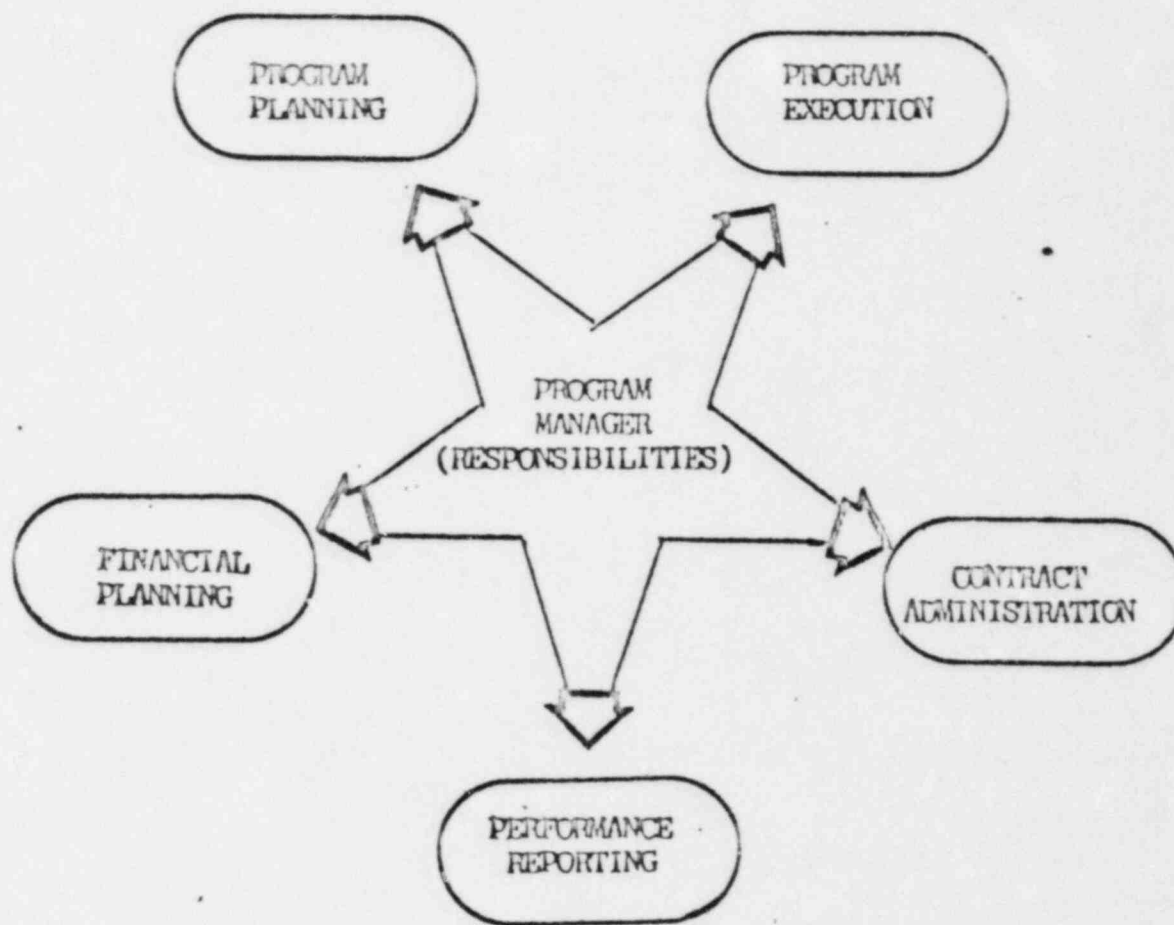 PROGRAM
PLANNING
PROGRAM
EXECUTION
PROGRAM
MANAGER
(RESPONSIBILITIES)
FINANCIAL
PLANNING
CONTRACT
ADMINISTRATION
PERFORMANCE
REPORTING